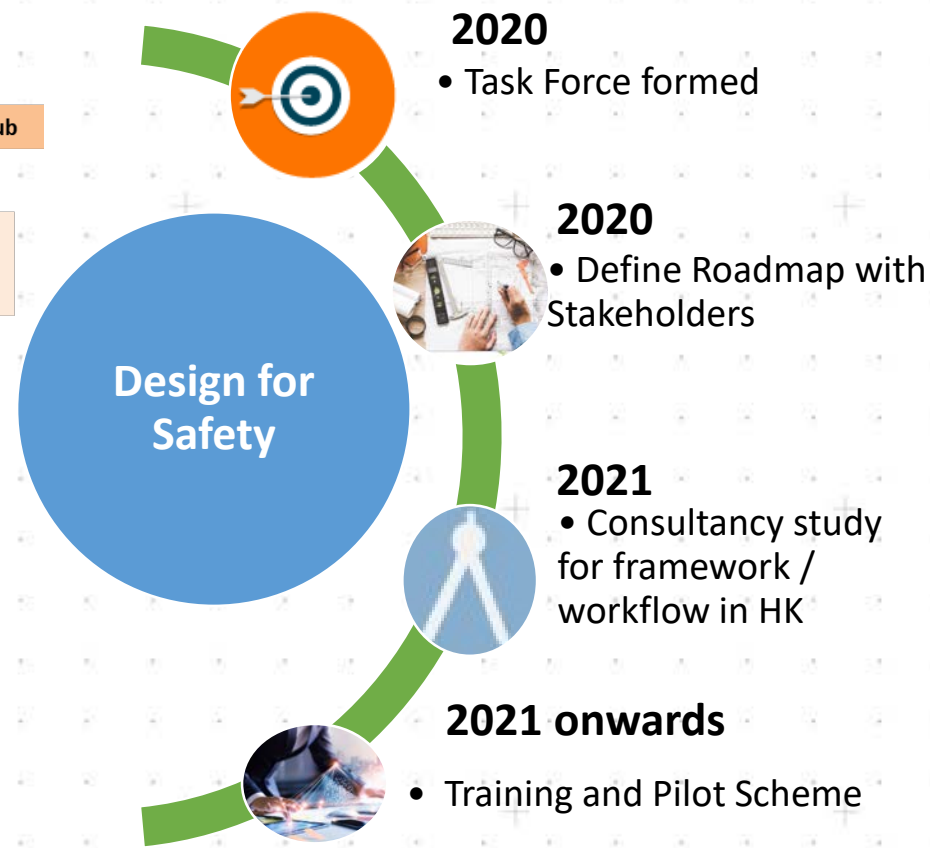 2020
• Task Force formed
ub
2020
• Define Roadmap with
Stakeholders
Design for
Safety
2021
• Consultancy study
for framework /
workflow in HK
2021 onwards
• Training and Pilot Scheme